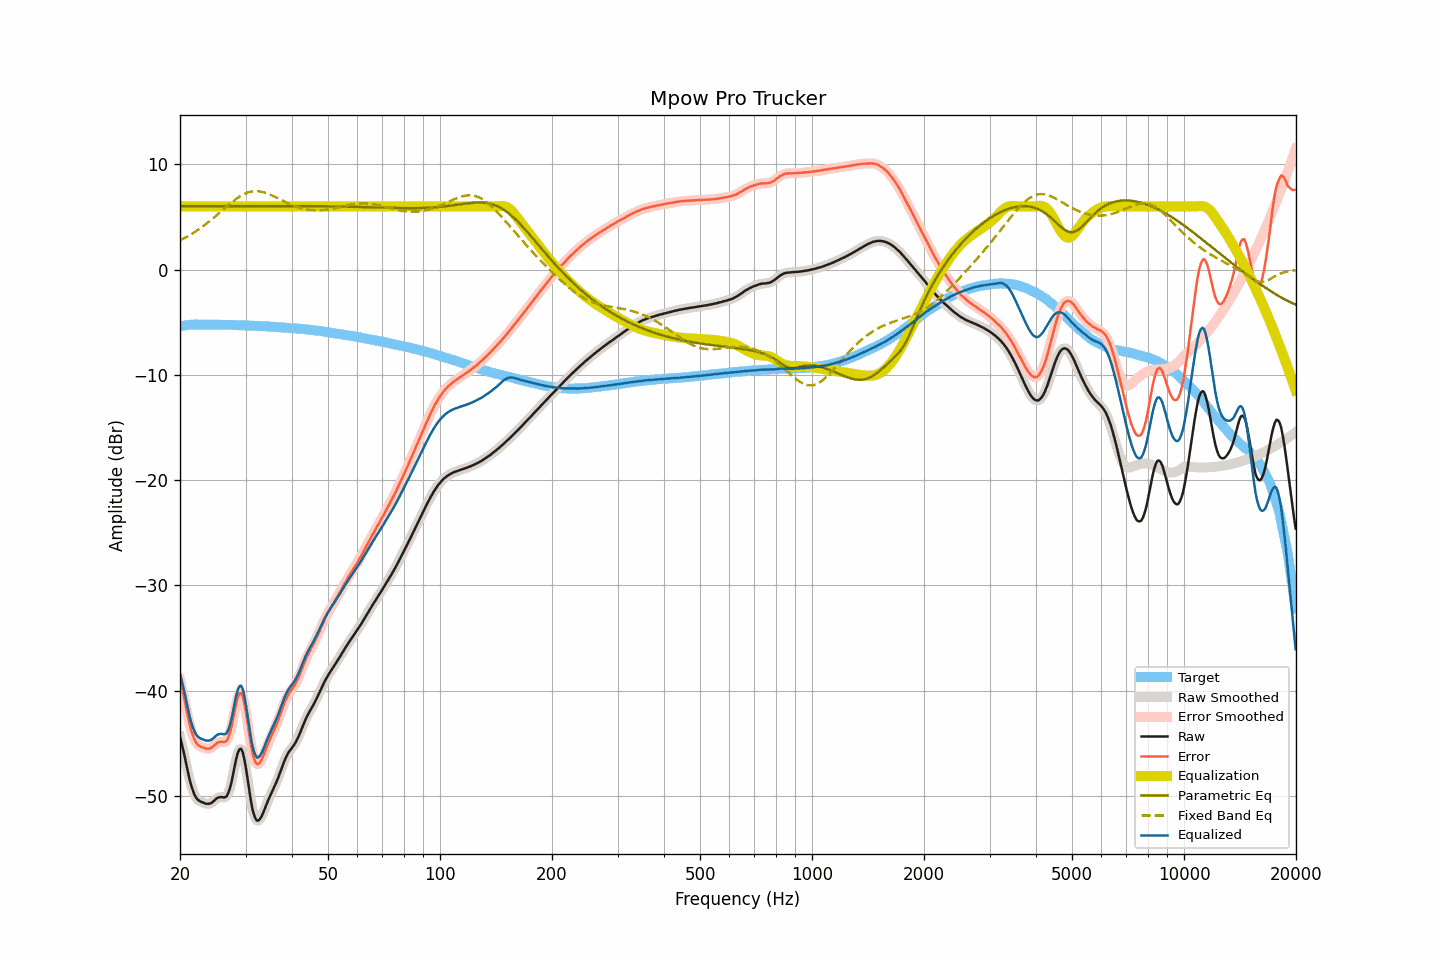 Mpow Pro Trucker
10
0
−10
−20
−30
−40
−50
Amplitude (dBr)
20 50 100 200 500 1000 2000 5000 10000 20000
Frequency (Hz)
Target
Raw Smoothed
Error Smoothed
Raw
Error
Equalization
Parametric Eq
Fixed Band Eq
Equalized